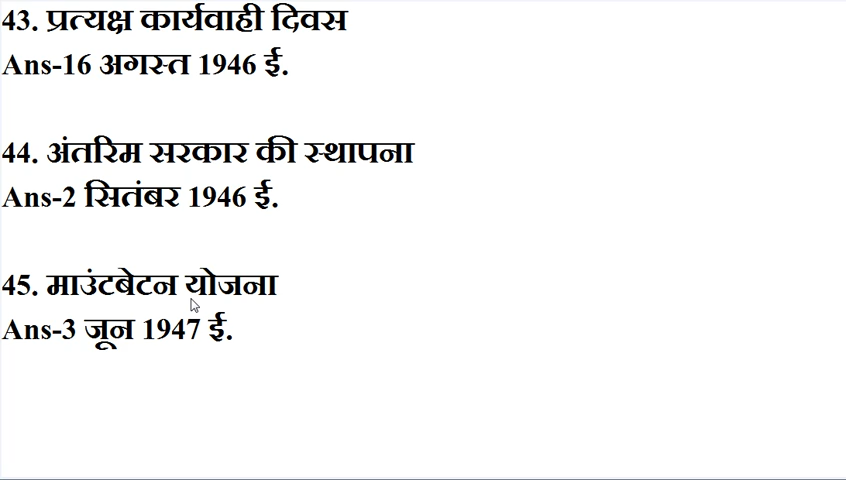 43. प्रत्यक्ष कार्यवाही दिवस
Ans-16 अगस्त 1946 ई.
44. अंतरिम सरकार की स्थापना
Ans-2 सितंबर 1946 ई.
45. माउंटबेटन योजना
Ans-3 जून 1947 ई.